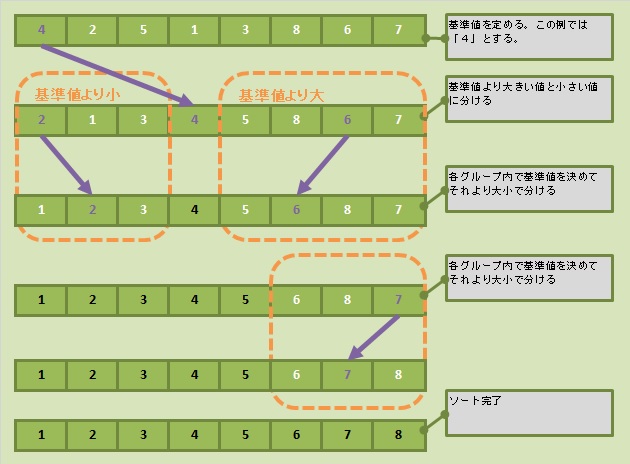 4 2 5 1 3 8 6 7
基準値を定める。この例では
「4」とする。
基準値より小 基準値より大
基準値より大きい値と小さい値
に分ける
2 1 3 4 5 8 6 7
各グループ内で基準値を決めて
それより大小で分ける
1 2 3 4 5 6 8 7
各グループ内で基準値を決めて
それより大小で分ける
1 2 3 4 5 6 8 7
1 2 3 4 5 6 7 8
ソート完了
1 2 3 4 5 6 7 8